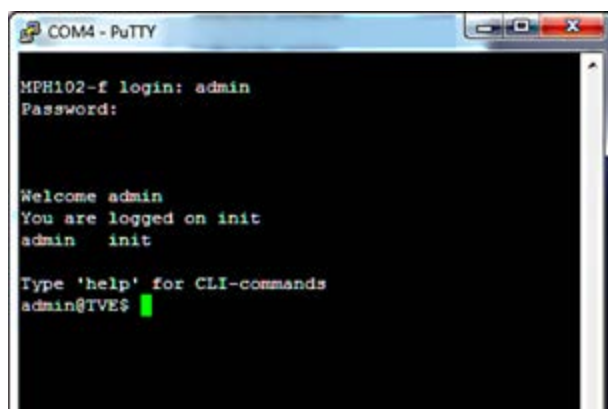 COM4 - PuTTY
MPH102-f login: admin
Password:
Welcome admin
You are logged on init
admin init
Type 'help' for CLI-commands
admin@TVE$